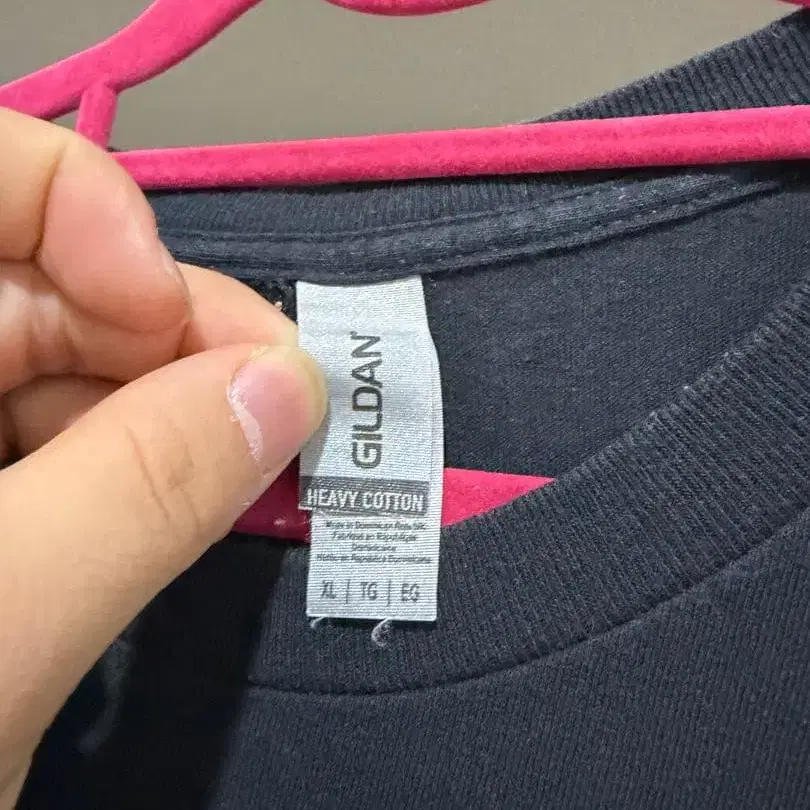 GILDAN
HEAVY COTTON
Made in Dominican Republic
Fabriqué en République
Dominicaine
Hecho en República Dominicana
XL | TG | EG